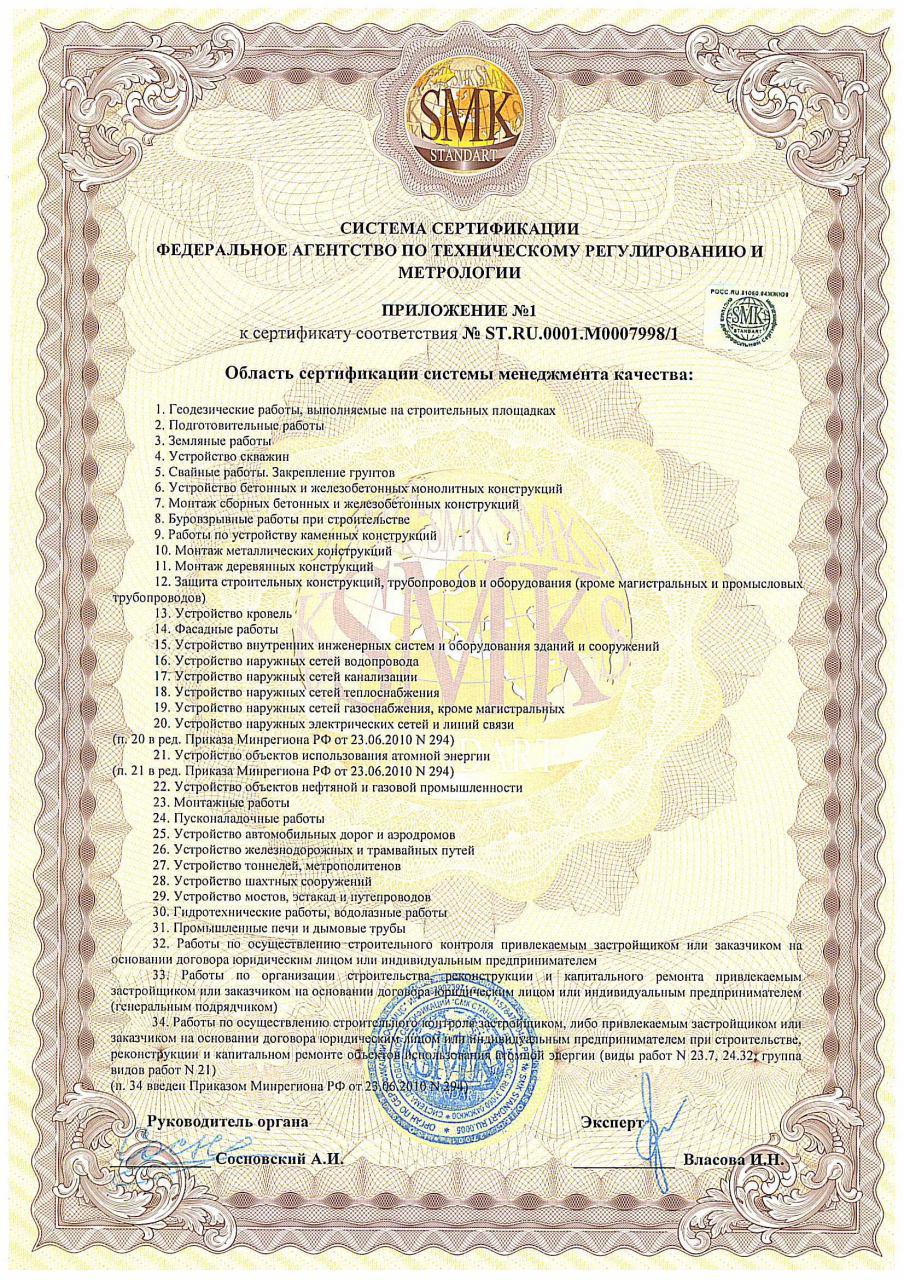 SMK
STANDART
СИСТЕМА СЕРТИФИКАЦИИ
ФЕДЕРАЛЬНОЕ АГЕНТСТВО ПО ТЕХНИЧЕСКОМУ РЕГУЛИРОВАНИЮ И
МЕТРОЛОГИИ
ПРИЛОЖЕНИЕ №1
к сертификату соответствия № ST.RU.0001.M0007998/1
SMK
STANDART
Область сертификации системы менеджмента качества:
1. Геодезические работы, выполняемые на строительных площадках
2. Подготовительные работы
3. Земляные работы
4. Устройство скважин
5. Свайные работы. Закрепление грунтов
6. Устройство бетонных и железобетонных монолитных конструкций
7. Монтаж сборных бетонных и железобетонных конструкций
8. Буровзрывные работы при строительстве
9. Работы по устройству каменных конструкций
10. Монтаж металлических конструкций
11. Монтаж деревянных конструкций
12. Защита строительных конструкций, трубопроводов и оборудования (кроме магистральных и промысловых
трубопроводов)
13. Устройство кровель
14. Фасадные работы
15. Устройство внутренних инженерных систем и оборудования зданий и сооружений
16. Устройство наружных сетей водопровода
17. Устройство наружных сетей канализации
18. Устройство наружных сетей теплоснабжения
19. Устройство наружных сетей газоснабжения, кроме магистральных
20. Устройство наружных электрических сетей и линий связи
(п. 20 в ред. Приказа Минрегиона РФ от 23.06.2010 N 294)
21. Устройство объектов использования атомной энергии
(п. 21 в ред. Приказа Минрегиона РФ от 23.06.2010 N 294)
22. Устройство объектов нефтяной и газовой промышленности
23. Монтажные работы
24. Пусконаладочные работы
25. Устройство автомобильных дорог и аэродромов
26. Устройство железнодорожных и трамвайных путей
27. Устройство тоннелей, метрополитенов
28. Устройство шахтных сооружений
29. Устройство мостов, эстакад и путепроводов
30. Гидротехнические работы, водолазные работы
31. Промышленные печи и дымовые трубы
32. Работы по осуществлению строительного контроля привлекаемым застройщиком или заказчиком на
основании договора юридическим лицом или индивидуальным предпринимателем
33. Работы по организации строительства, реконструкции и капитального ремонта привлекаемым
застройщиком или заказчиком на основании договора юридическим лицом или индивидуальным предпринимателем
(генеральным подрядчиком)
34. Работы по осуществлению строительного контроля застройщиком, либо привлекаемым застройщиком или
заказчиком на основании договора юридическим лицом или индивидуальным предпринимателем при строительстве,
реконструкции и капитальном ремонте объектов использования атомной энергии (виды работ N 23.7, 24.32, группа
видов работ N 21)
(п. 34 введен Приказом Минрегиона РФ от 23.06.2010 N 294)
Руководитель органа
Эксперт
Сосновский А.И.
Власова И.Н.